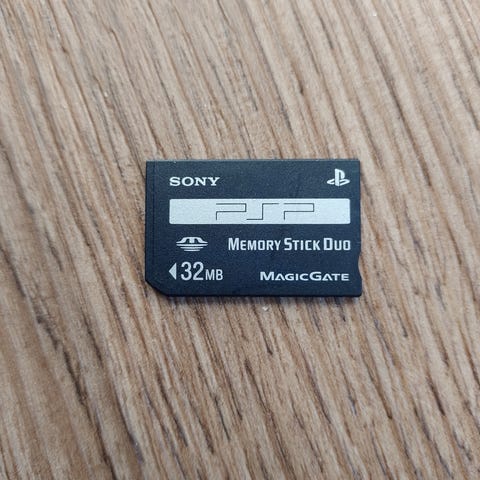 SONY
PSP
MEMORY STICK DUO
32MB
MAGICGATE